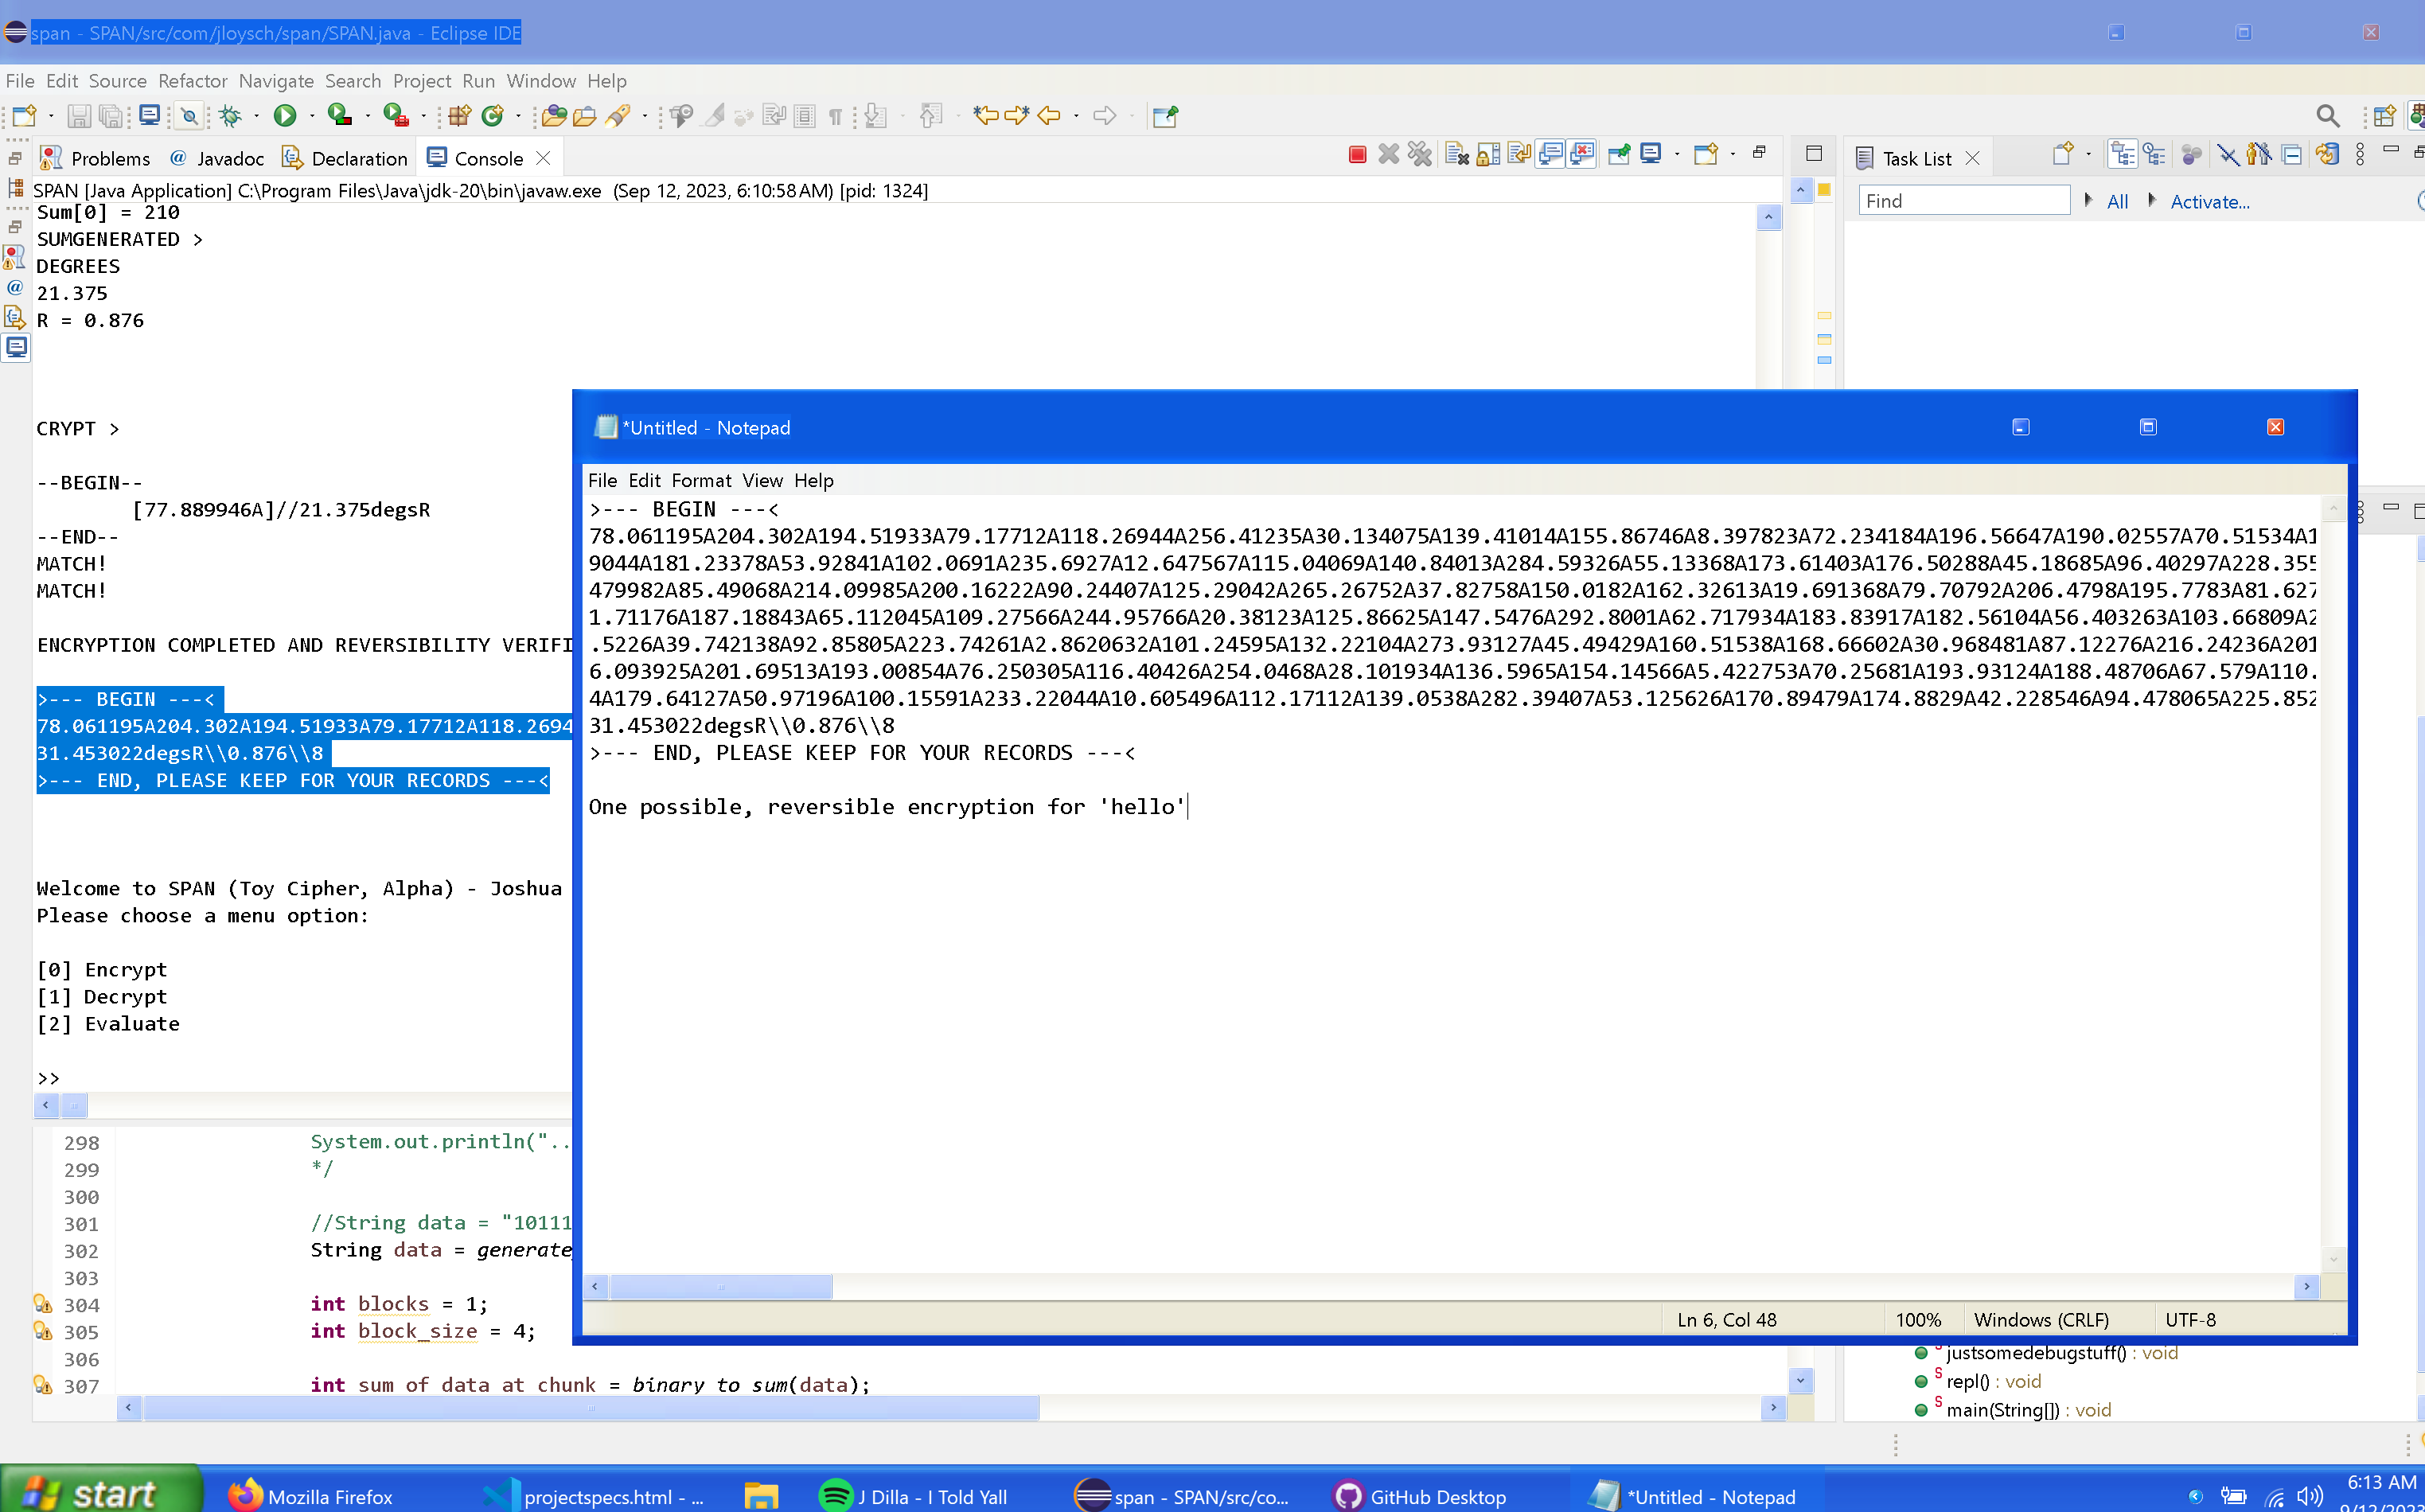 span - SPAN/src/com/jloysch/span/SPAN.java - Eclipse IDE
File Edit Source Refactor Navigate Search Project Run Window Help
Problems @ Javadoc Declaration Console
Task List
SPAN [Java Application] C:\Program Files\Java\jdk-20\bin\javaw.exe (Sep 12, 2023, 6:10:58 AM) [pid: 1324]
Find All Activate...
Sum[0] = 210
SUMGENERATED >
DEGREES
21.375
R = 0.876
CRYPT >
--BEGIN--
[77.889946A]//21.375degsR
--END--
MATCH!
MATCH!
ENCRYPTION COMPLETED AND REVERSIBILITY VERIFI
>--- BEGIN ---<
78.061195A204.302A194.51933A79.17712A118.2694
31.453022degsR\\0.876\\8
>--- END, PLEASE KEEP FOR YOUR RECORDS ---<
Welcome to SPAN (Toy Cipher, Alpha) - Joshua
Please choose a menu option:
[0] Encrypt
[1] Decrypt
[2] Evaluate
>>
*Untitled - Notepad
File Edit Format View Help
>--- BEGIN ---<
78.061195A204.302A194.51933A79.17712A118.26944A256.41235A30.134075A139.41014A155.86746A8.397823A72.234184A196.56647A190.02557A70.51534A1
9044A181.23378A53.92841A102.0691A235.6927A12.647567A115.04069A140.84013A284.59326A55.13368A173.61403A176.50288A45.18685A96.40297A228.355
479982A85.49068A214.09985A200.16222A90.24407A125.29042A265.26752A37.82758A150.0182A162.32613A19.691368A79.70792A206.4798A195.7783A81.627
1.71176A187.18843A65.112045A109.27566A244.95766A20.38123A125.86625A147.5476A292.8001A62.717934A183.83917A182.56104A56.403263A103.66809A2
.5226A39.742138A92.85805A223.74261A2.8620632A101.24595A132.22104A273.93127A45.49429A160.51538A168.66602A30.968481A87.12276A216.24236A201
6.093925A201.69513A193.00854A76.250305A116.40426A254.0468A28.101934A136.5965A154.14566A5.422753A70.25681A193.93124A188.48706A67.579A110.
4A179.64127A50.97196A100.15591A233.22044A10.605496A112.17112A139.0538A282.39407A53.125626A170.89479A174.8829A42.228546A94.478065A225.852
31.453022degsR\\0.876\\8
>--- END, PLEASE KEEP FOR YOUR RECORDS ---<
One possible, reversible encryption for 'hello'
Ln 6, Col 48 100% Windows (CRLF) UTF-8
298 System.out.println("..
299 */
300
301 //String data = "10111
302 String data = generate
303
304 int blocks = 1;
305 int block_size = 4;
306
307 int sum of data at chunk = binary to sum(data);
justsomedebugstuff() : void
repl() : void
main(String[]) : void
start Mozilla Firefox projectspecs.html - ... J Dilla - I Told Yall span - SPAN/src/co... GitHub Desktop *Untitled - Notepad 6:13 AM
9/12/2023